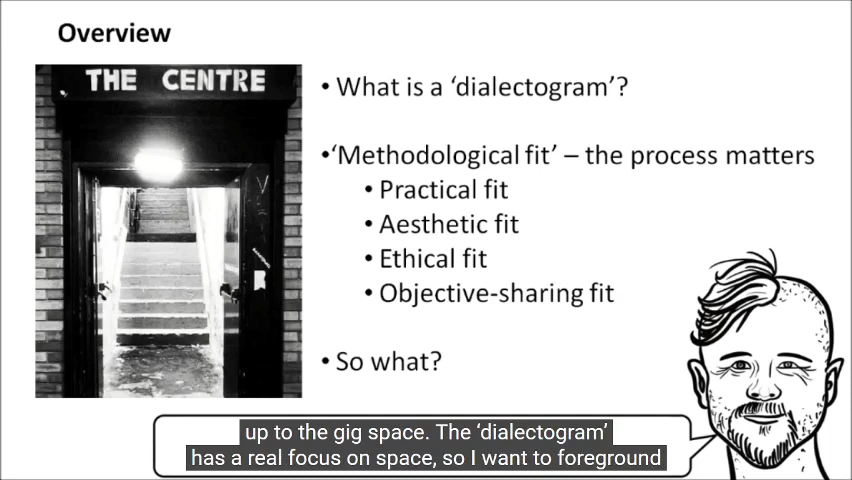 Overview
THE CENTRE
• What is a ‘dialectogram’?
•‘Methodological fit’ – the process matters
• Practical fit
• Aesthetic fit
• Ethical fit
• Objective-sharing fit
• So what?
up to the gig space. The ‘dialectogram’
has a real focus on space, so I want to foreground